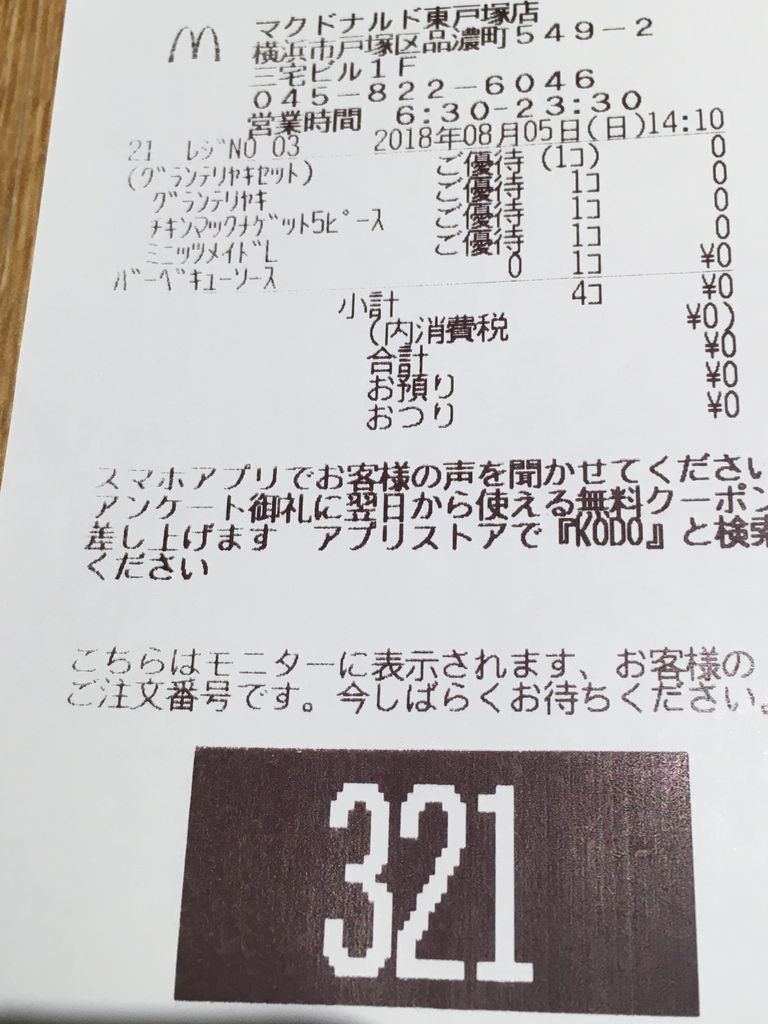 マクドナルド東戸塚店
横浜市戸塚区品濃町549-2
三宅ビル1F
045-822-6046
営業時間 6:30-23:30
21 レジNO 03 2018年08月05日(日)14:10
(グランテリヤキセット) ご優待 (1コ) 0
グランテリヤキ ご優待 1コ 0
チキンマックナゲット5ピース ご優待 1コ 0
ミニッツメイドL ご優待 1コ 0
バーベキューソース 0 1コ ¥0
小計 4コ ¥0
(内消費税 ¥0)
合計 ¥0
お預り ¥0
おつり ¥0
スマホアプリでお客様の声を聞かせてください
アンケート御礼に翌日から使える無料クーポン
差し上げます アプリストアで『KODO』と検索
ください
こちらはモニターに表示されます、お客様の
ご注文番号です。今しばらくお待ちください。
321